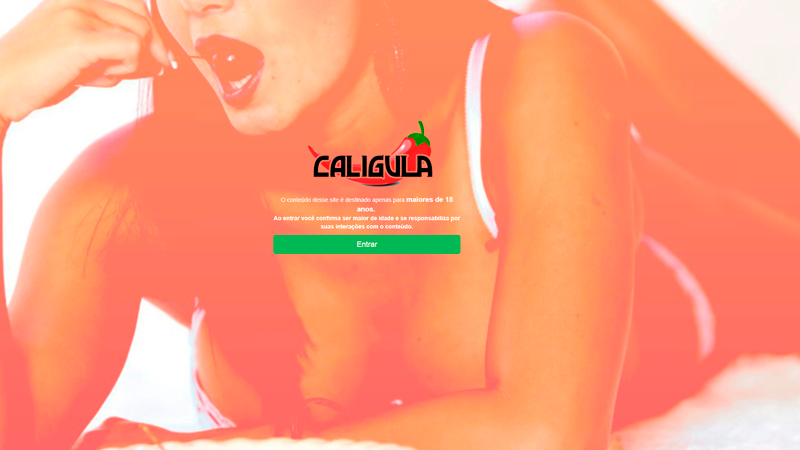 CALIGULA
O conteúdo desse site é destinado apenas para maiores de 18
anos.
Ao entrar você confirma ser maior de idade e se responsabiliza por
suas interações com o conteúdo.
Entrar